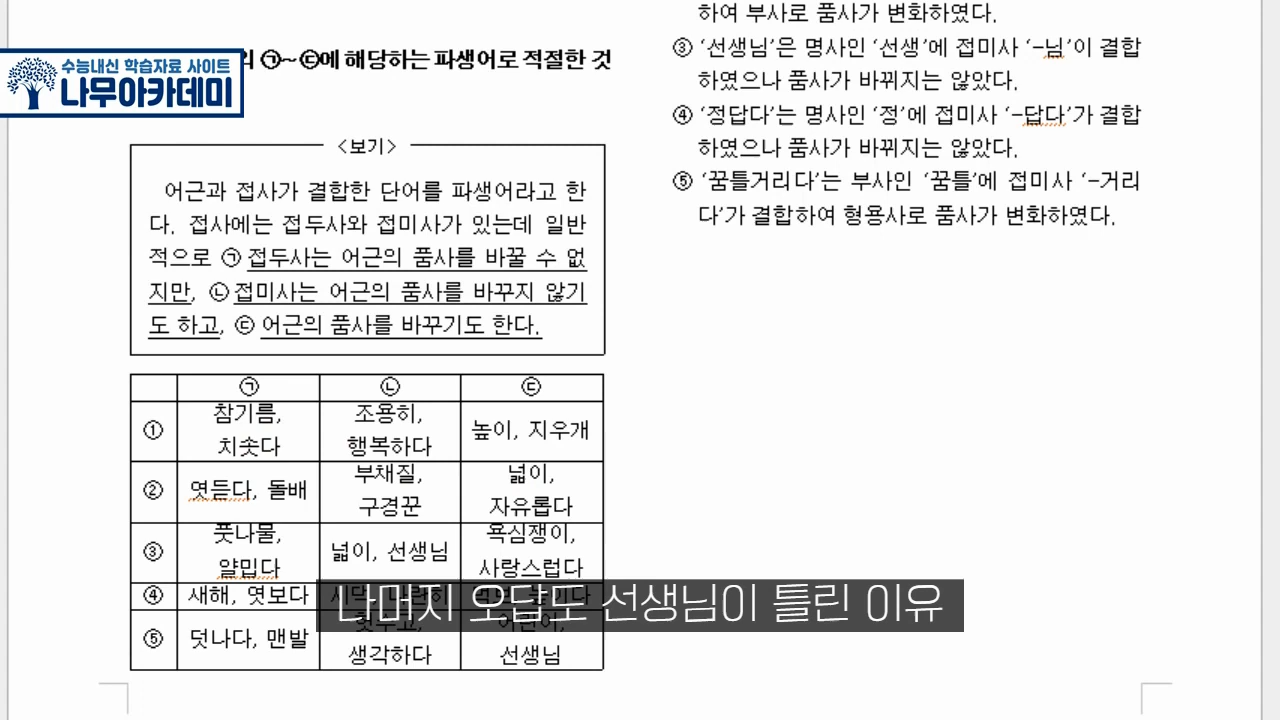 수능내신 학습자료 사이트
나무아카데미
의 ㉠~㉢에 해당하는 파생어로 적절한 것
<보기>
어근과 접사가 결합한 단어를 파생어라고 한
다. 접사에는 접두사와 접미사가 있는데 일반
적으로 ㉠ 접두사는 어근의 품사를 바꿀 수 없
지만, ㉡ 접미사는 어근의 품사를 바꾸지 않기
도 하고, ㉢ 어근의 품사를 바꾸기도 한다.
㉠ ㉡ ㉢
① 참기름, 치솟다 조용히, 행복하다 높이, 지우개
② 엿듣다, 돌배 부채질, 구경꾼 넓이, 자유롭다
③ 풋나물, 얄밉다 넓이, 선생님 욕심쟁이, 사랑스럽다
④ 새해, 엿보다
⑤ 덧나다, 맨발 생각하다 선생님
하여 부사로 품사가 변화하였다.
③ ‘선생님’은 명사인 ‘선생’에 접미사 ‘-님’이 결합
하였으나 품사가 바뀌지는 않았다.
④ ‘정답다’는 명사인 ‘정’에 접미사 ‘-답다’가 결합
하였으나 품사가 바뀌지는 않았다.
⑤ ‘꿈틀거리다’는 부사인 ‘꿈틀’에 접미사 ‘-거리
다’가 결합하여 형용사로 품사가 변화하였다.
나머지 오답도 선생님이 틀린 이유